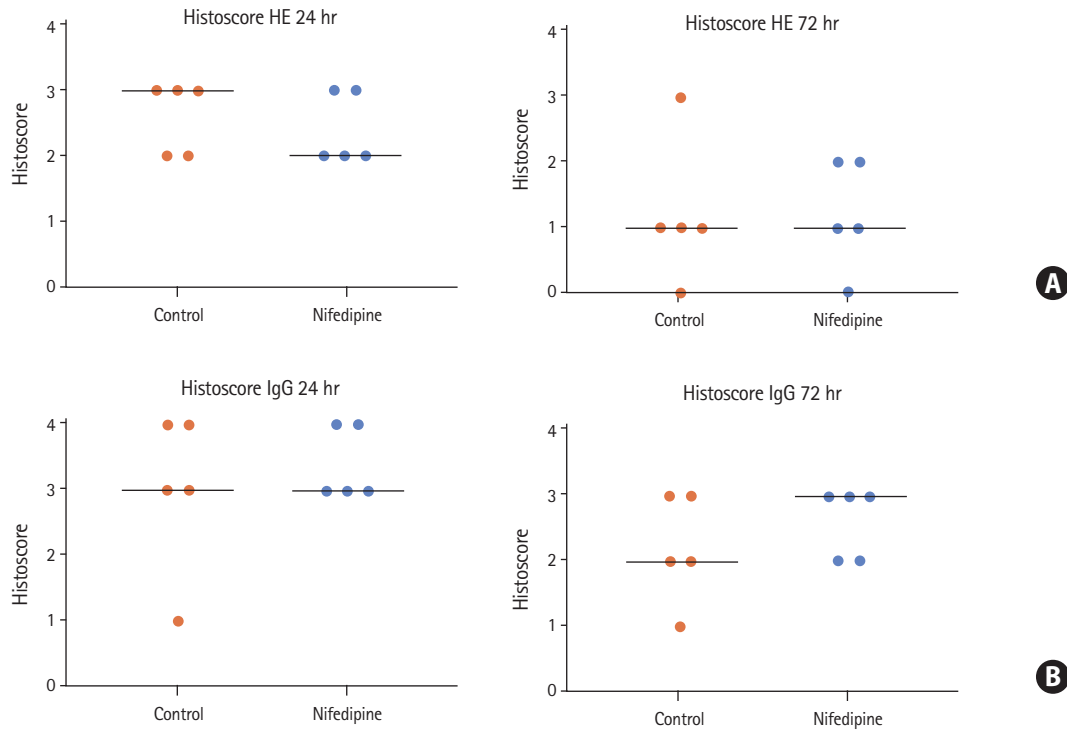 Histoscore HE 24 hr
4
3
2
1
0
Histoscore
Control
Nifedipine
Histoscore HE 72 hr
4
3
2
1
0
Histoscore
Control
Nifedipine
A
Histoscore IgG 24 hr
4
3
2
1
0
Histoscore
Control
Nifedipine
Histoscore IgG 72 hr
4
3
2
1
0
Histoscore
Control
Nifedipine
B